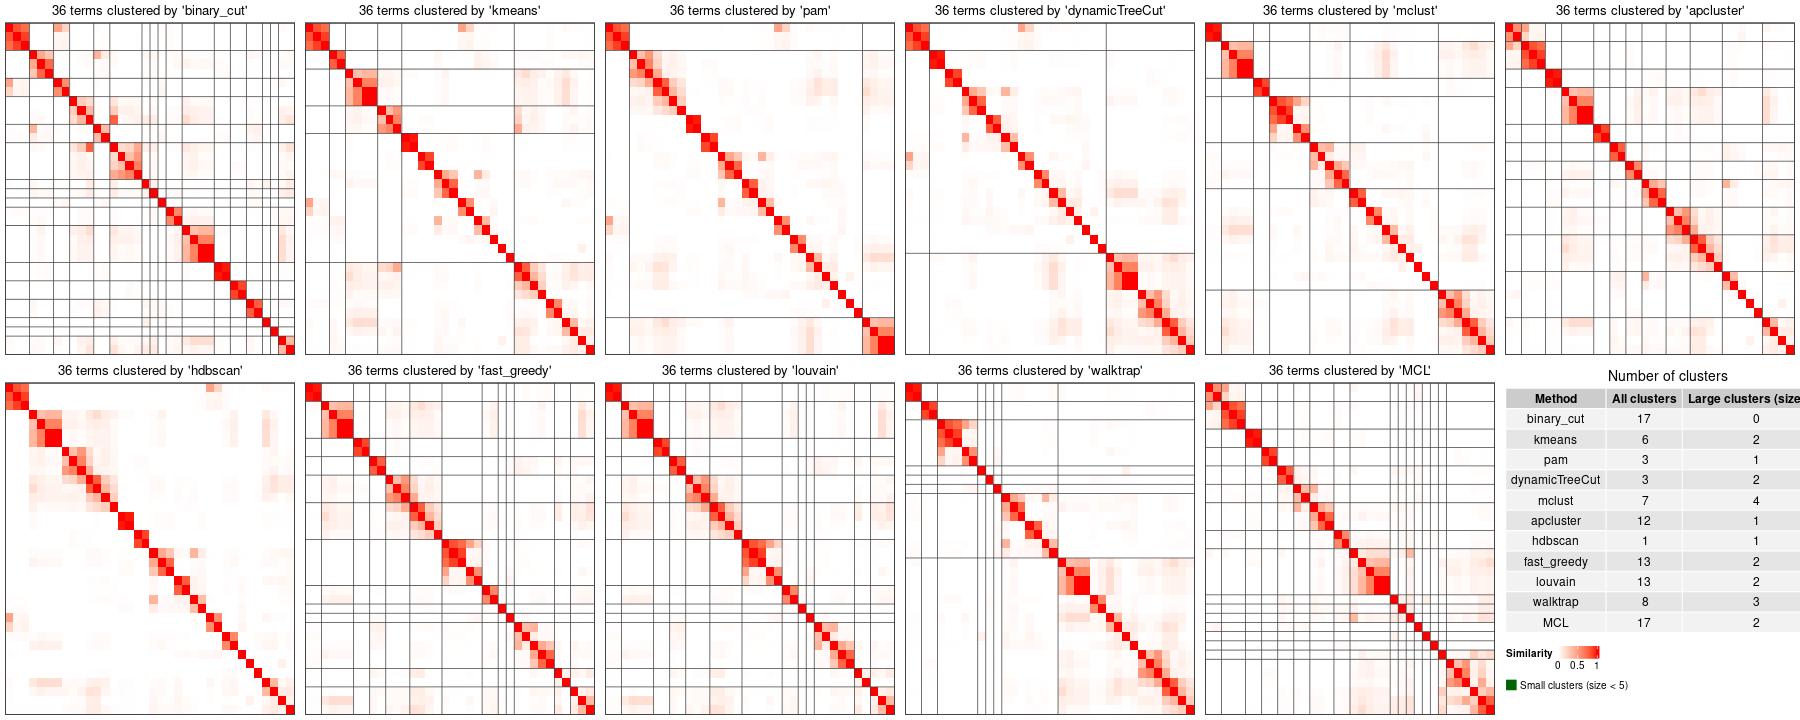 36 terms clustered by 'binary_cut'
36 terms clustered by 'kmeans'
36 terms clustered by 'pam'
36 terms clustered by 'dynamicTreeCut'
36 terms clustered by 'mclust'
36 terms clustered by 'apcluster'
36 terms clustered by 'hdbscan'
36 terms clustered by 'fast_greedy'
36 terms clustered by 'louvain'
36 terms clustered by 'walktrap'
36 terms clustered by 'MCL'
Number of clusters
Method All clusters Large clusters (size
binary_cut 17 0
kmeans 6 2
pam 3 1
dynamicTreeCut 3 2
mclust 7 4
apcluster 12 1
hdbscan 1 1
fast_greedy 13 2
louvain 13 2
walktrap 8 3
MCL 17 2
Similarity
0 0.5 1
Small clusters (size < 5)